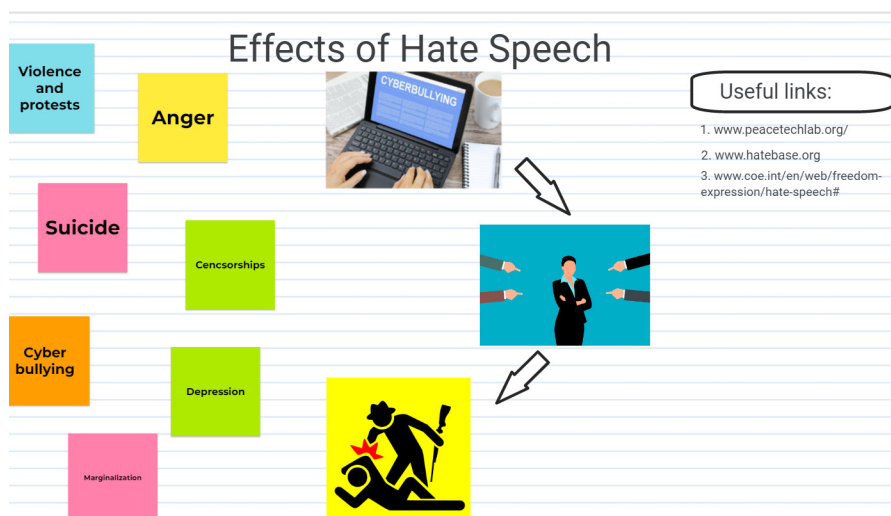 Effects of Hate Speech
Violence
and
protests
Anger
Suicide
Cencsorships
Cyber
bullying
Depression
Marginalization
CYBERBULLYING
Useful links:
1. www.peacetechlab.org/
2. www.hatebase.org
3. www.coe.int/en/web/freedom-
expression/hate-speech#